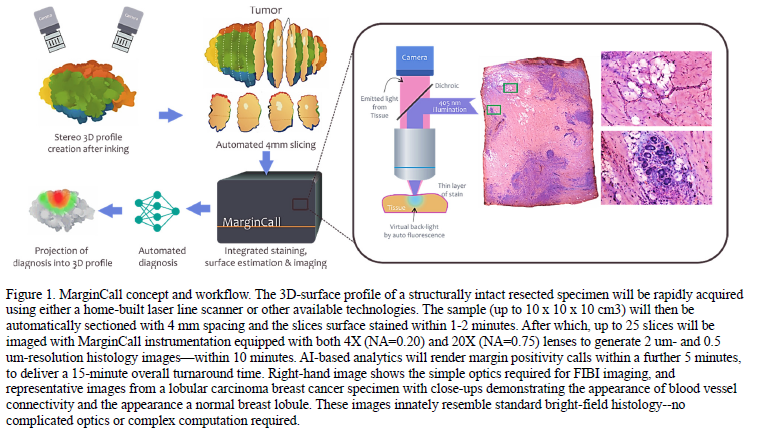 Camera
Camera
Tumor
Stereo 3D profile
creation after inking
Automated 4mm slicing
MarginCall
Projection of
diagnosis into 3D profile
Automated
diagnosis
Integrated staining,
surface estimation & imaging
Camera
Dichroic
Emitted light
from
Tissue
405 nm
Illumination
Thin layer
of stain
Tissue
Virtual back-light
by auto fluorescence
Figure 1. MarginCall concept and workflow. The 3D-surface profile of a structurally intact resected specimen will be rapidly acquired
using either a home-built laser line scanner or other available technologies. The sample (up to 10 x 10 x 10 cm3) will then be
automatically sectioned with 4 mm spacing and the slices surface stained within 1-2 minutes. After which, up to 25 slices will be
imaged with MarginCall instrumentation equipped with both 4X (NA=0.20) and 20X (NA=0.75) lenses to generate 2 um- and 0.5
um-resolution histology images—within 10 minutes. AI-based analytics will render margin positivity calls within a further 5 minutes,
to deliver a 15-minute overall turnaround time. Right-hand image shows the simple optics required for FIBI imaging, and
representative images from a lobular carcinoma breast cancer specimen with close-ups demonstrating the appearance of blood vessel
connectivity and the appearance a normal breast lobule. These images innately resemble standard bright-field histology--no
complicated optics or complex computation required.